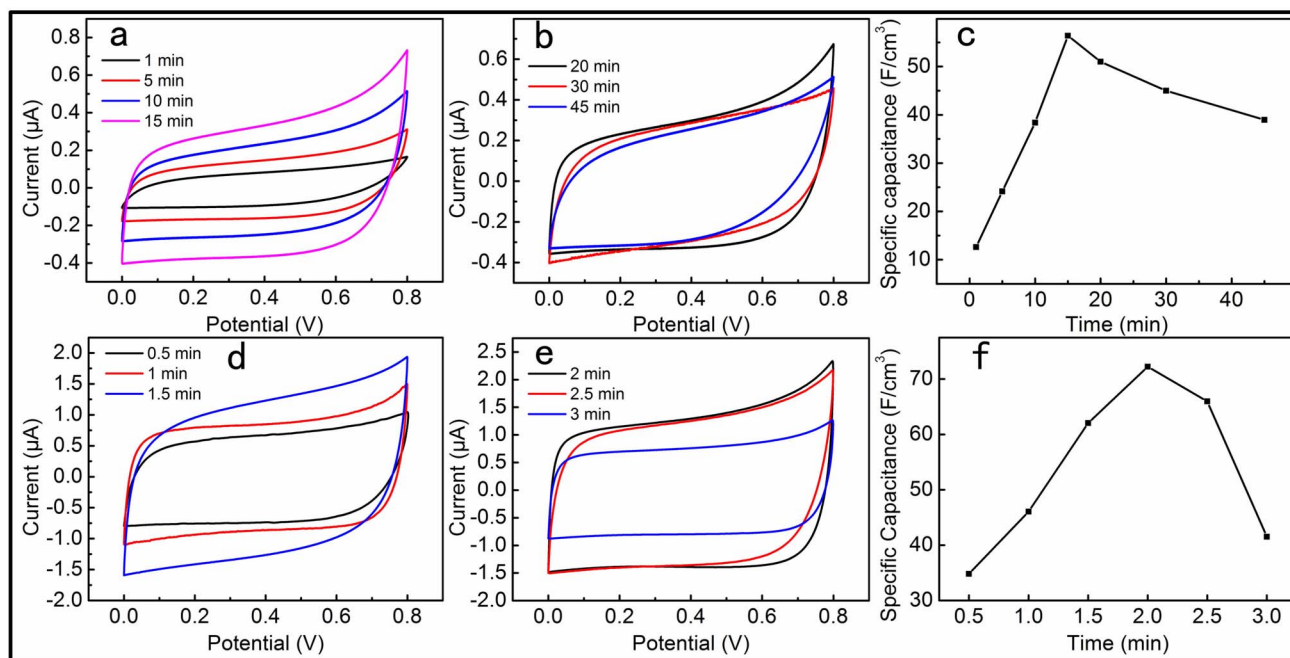 a
1 min
5 min
10 min
15 min
0.8
0.6
0.4
0.2
0.0
-0.2
-0.4
Current (µA)
0.0 0.2 0.4 0.6 0.8
Potential (V)
b
20 min
30 min
45 min
0.6
0.4
0.2
0.0
-0.2
-0.4
Current (µA)
0.0 0.2 0.4 0.6 0.8
Potential (V)
c
50
40
30
20
10
Specific capacitance (F/cm³)
0 10 20 30 40
Time (min)
d
0.5 min
1 min
1.5 min
2.0
1.5
1.0
0.5
0.0
-0.5
-1.0
-1.5
-2.0
Current (µA)
0.0 0.2 0.4 0.6 0.8
Potential (V)
e
2 min
2.5 min
3 min
2.5
2.0
1.5
1.0
0.5
0.0
-0.5
-1.0
-1.5
-2.0
Current (µA)
0.0 0.2 0.4 0.6 0.8
Potential (V)
f
70
60
50
40
30
Specific Capacitance (F/cm³)
0.5 1.0 1.5 2.0 2.5 3.0
Time (min)